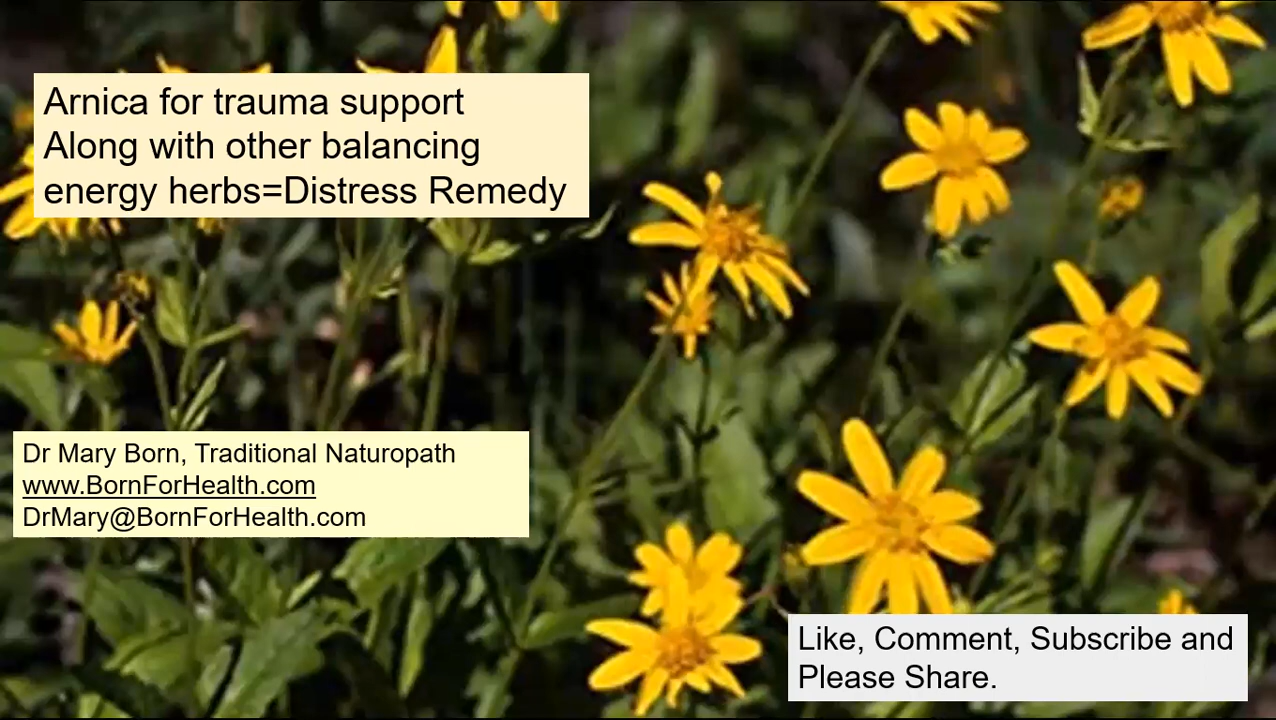 Arnica for trauma support
Along with other balancing
energy herbs=Distress Remedy
Dr Mary Born, Traditional Naturopath
www.BornForHealth.com
DrMary@BornForHealth.com
Like, Comment, Subscribe and
Please Share.